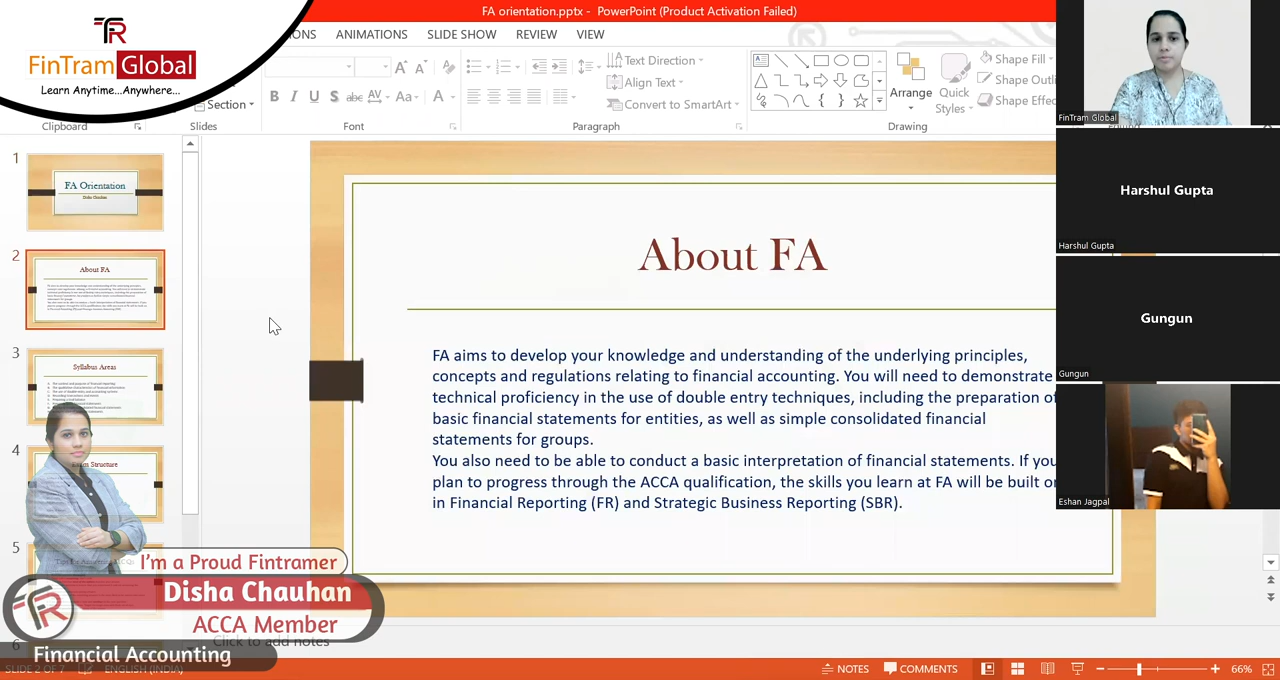 FA orientation.pptx - PowerPoint (Product Activation Failed)
FR
FinTram Global
Learn Anytime...Anywhere...
ONS
ANIMATIONS
SLIDE SHOW
REVIEW
VIEW
Section
B I U S abc AV Aa A
Text Direction
Align Text
Convert to SmartArt
Arrange
Quick
Styles
Shape Fill
Shape Outli
Shape Effec
Clipboard
Slides
Font
Paragraph
Drawing
1
FA Orientation
Disha Chauhan
2
About FA
3
Syllabus Areas
4
Structure
5
6
About FA
FA aims to develop your knowledge and understanding of the underlying principles,
concepts and regulations relating to financial accounting. You will need to demonstrate
technical proficiency in the use of double entry techniques, including the preparation of
basic financial statements for entities, as well as simple consolidated financial
statements for groups.
You also need to be able to conduct a basic interpretation of financial statements. If you
plan to progress through the ACCA qualification, the skills you learn at FA will be built on
in Financial Reporting (FR) and Strategic Business Reporting (SBR).
FinTram Global
Harshul Gupta
Harshul Gupta
Gungun
Gungun
Eshan Jagpal
I'm a Proud Fintramer
Disha Chauhan
ACCA Member
Financial Accounting
Click to add notes
SLIDE 2 OF 7
ENGLISH (INDIA)
NOTES
COMMENTS
66%